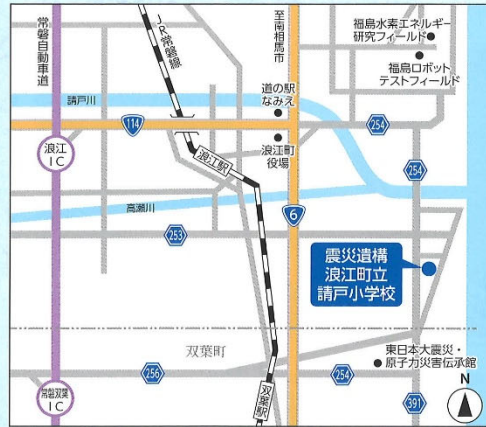 常磐自動車道
JR常磐線
至南相馬市
福島水素エネルギー
研究フィールド
福島ロボット
テストフィールド
道の駅
なみえ
請戸川
114
254
浪江
IC
浪江駅
浪江町
役場
254
高瀬川
6
253
震災遺構
浪江町立
請戸小学校
双葉町
東日本大震災・
原子力災害伝承館
256
254
常磐双葉
IC
双葉駅
391
N